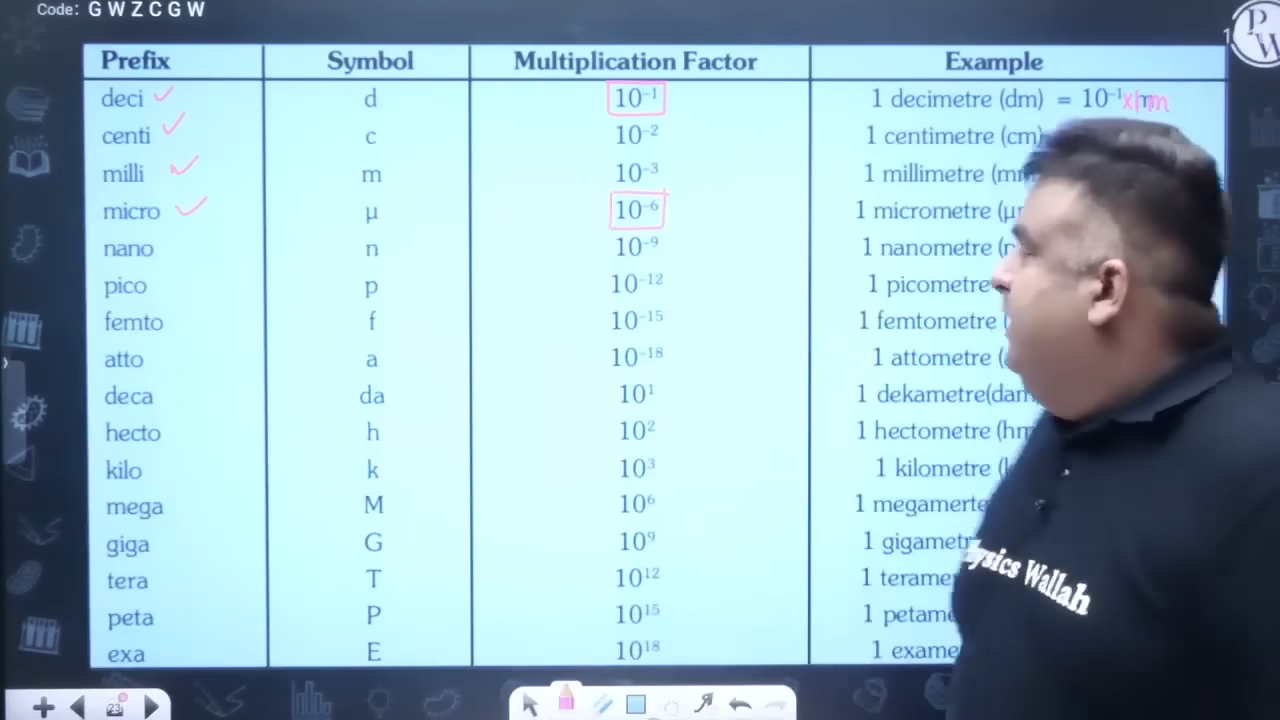 Code: G W Z C G W
Prefix Symbol Multiplication Factor Example
deci d 10⁻¹ 1 decimetre (dm) = 10⁻¹ x1m
centi c 10⁻² 1 centimetre (cm)
milli m 10⁻³ 1 millimetre
micro μ 10⁻⁶ 1 micrometre
nano n 10⁻⁹ 1 nanometre
pico p 10⁻¹² 1 picometre
femto f 10⁻¹⁵ 1 femtometre
atto a 10⁻¹⁸ 1 attometre
deca da 10¹ 1 dekametre(dam
hecto h 10² 1 hectometre
kilo k 10³ 1 kilometre
mega M 10⁶ 1 megamerte
giga G 10⁹ 1 gigamet
tera T 10¹² 1 terame
peta P 10¹⁵ 1 petame
exa E 10¹⁸ 1 exame
hysics Wallah
P
W
23